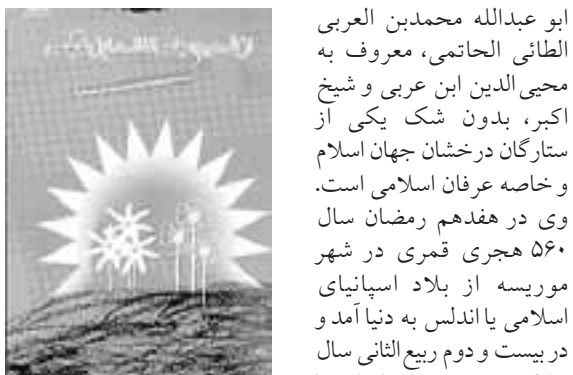 ابو عبدالله محمدبن العربی
الطائی الحاتمی، معروف به
محیی‌الدین ابن عربی و شیخ
اکبر، بدون شک یکی از
ستارگان درخشان جهان اسلام
و خاصه عرفان اسلامی است.
وی در هفدهم رمضان سال
۵۶۰ هجری قمری در شهر
موریسه از بلاد اسپانیای
اسلامی یا اندلس به دنیا آمد و
در بیست و دوم ربیع‌الثانی سال